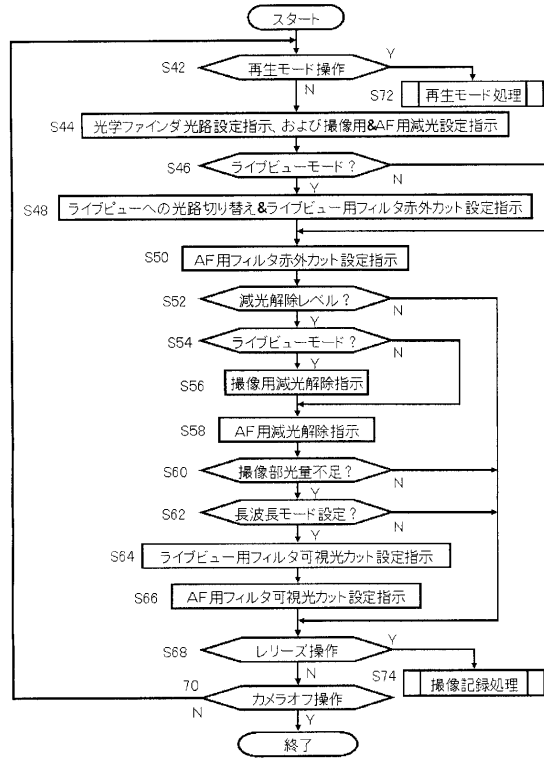 スタート
S42 再生モード操作 Y
N
S72 再生モード処理
S44 光学ファインダ光路設定指示、および撮像用&AF用減光設定指示
S46 ライブビューモード? N
Y
S48 ライブビューへの光路切り替え&ライブビュー用フィルタ赤外カット設定指示
S50 AF用フィルタ赤外カット設定指示
S52 減光解除レベル? N
Y
S54 ライブビューモード? N
Y
S56 撮像用減光解除指示
S58 AF用減光解除指示
S60 撮像部光量不足? N
Y
S62 長波長モード設定? N
Y
S64 ライブビュー用フィルタ可視光カット設定指示
S66 AF用フィルタ可視光カット設定指示
S68 レリーズ操作 Y
N
S74 撮像記録処理
70 カメラオフ操作
N
Y
終了